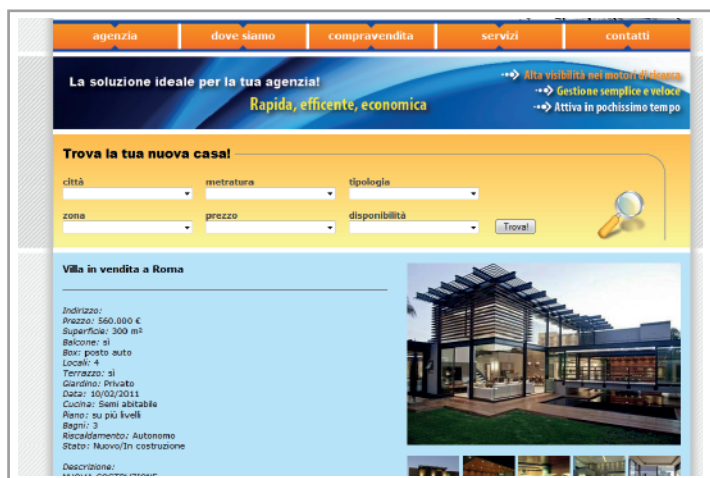 agenzia dove siamo compravendita servizi contatti
La soluzione ideale per la tua agenzia!
Rapida, efficente, economica
Alta visibilità nei motori di ricerca
Gestione semplice e veloce
Attiva in pochissimo tempo
Trova la tua nuova casa!
città metratura tipologia
zona prezzo disponibilità Trova!
Villa in vendita a Roma
Indirizzo:
Prezzo: 560.000 €
Superficie: 300 m²
Balcone: sì
Box: posto auto
Locali: 4
Terrazzo: sì
Giardino: Privato
Data: 10/02/2011
Cucina: Semi abitabile
Piano: su più livelli
Bagni: 3
Riscaldamento: Autonomo
Stato: Nuovo/In costruzione
Descrizione:
NUOVA COSTRUZIONE